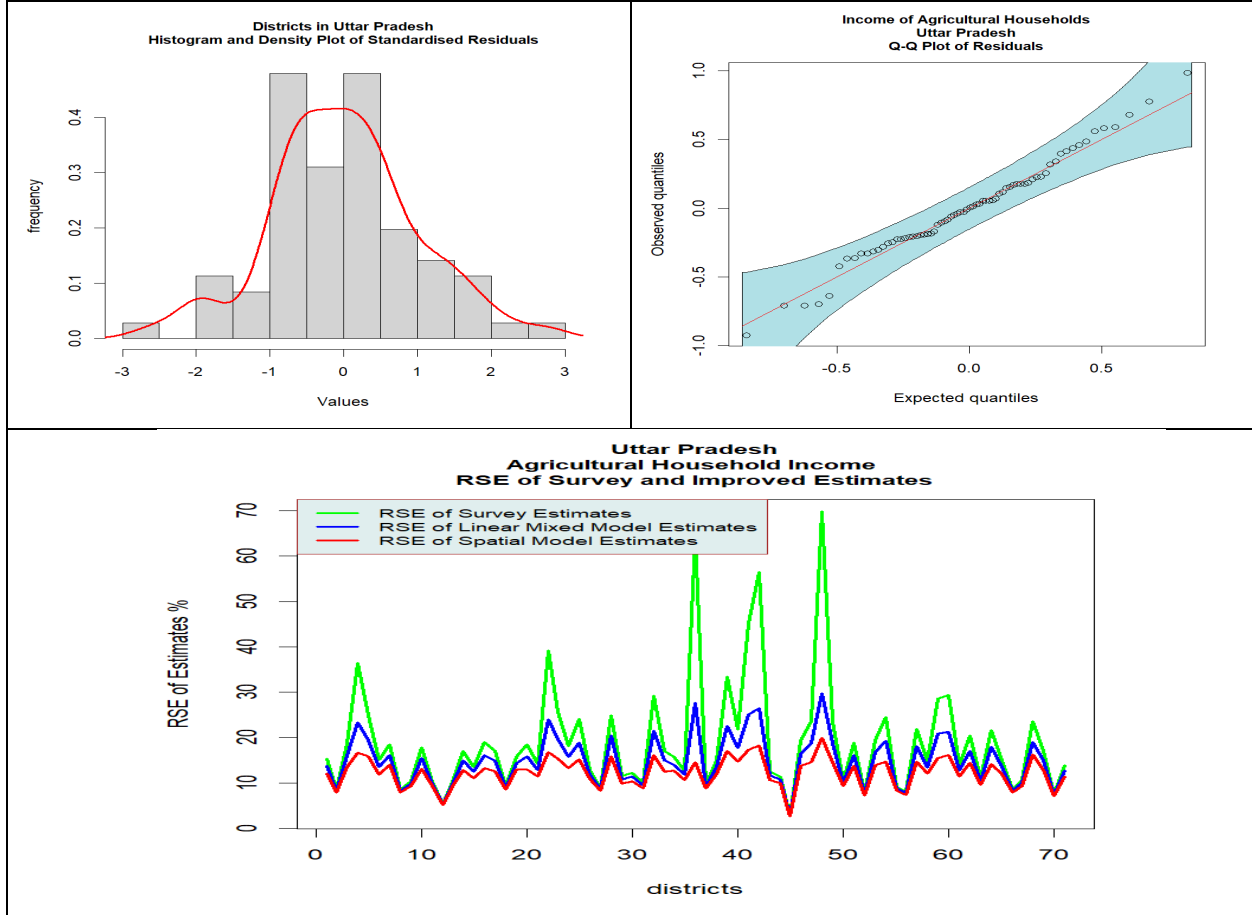 Districts in Uttar Pradesh
Histogram and Density Plot of Standardised Residuals
frequency
0.0 0.1 0.2 0.3 0.4
-3 -2 -1 0 1 2 3
Values
Income of Agricultural Households
Uttar Pradesh
Q-Q Plot of Residuals
Observed quantiles
-1.0 -0.5 0.0 0.5 1.0
-0.5 0.0 0.5
Expected quantiles
Uttar Pradesh
Agricultural Household Income
RSE of Survey and Improved Estimates
RSE of Survey Estimates
RSE of Linear Mixed Model Estimates
RSE of Spatial Model Estimates
RSE of Estimates %
0 10 20 30 40 50 60 70
0 10 20 30 40 50 60 70
districts